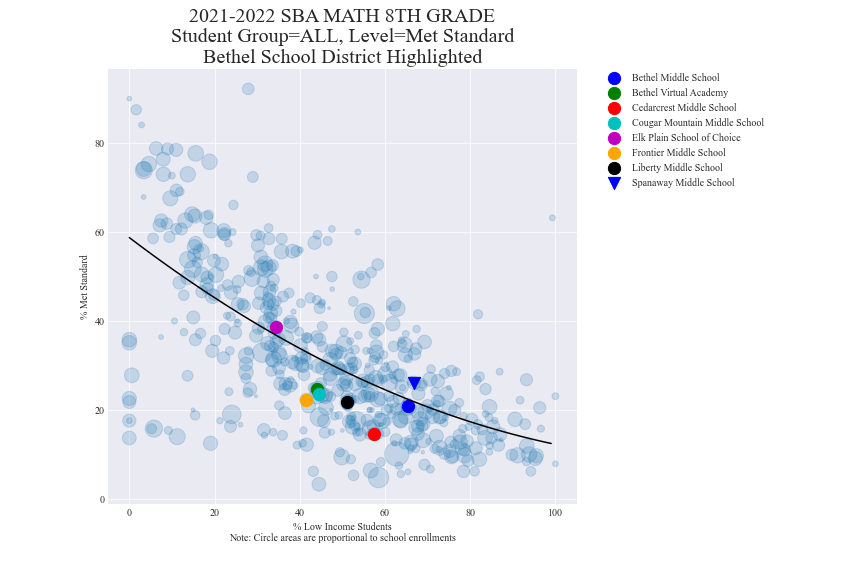 2021-2022 SBA MATH 8TH GRADE
Student Group=ALL, Level=Met Standard
Bethel School District Highlighted
Bethel Middle School
Bethel Virtual Academy
Cedarcrest Middle School
Cougar Mountain Middle School
Elk Plain School of Choice
Frontier Middle School
Liberty Middle School
Spanaway Middle School
% Met Standard
80
60
40
20
0
0 20 40 60 80 100
% Low Income Students
Note: Circle areas are proportional to school enrollments